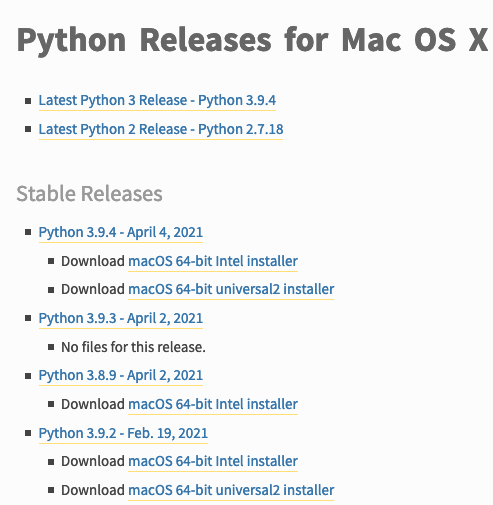 Python Releases for Mac OS X
Latest Python 3 Release - Python 3.9.4
Latest Python 2 Release - Python 2.7.18
Stable Releases
Python 3.9.4 - April 4, 2021
Download macOS 64-bit Intel installer
Download macOS 64-bit universal2 installer
Python 3.9.3 - April 2, 2021
No files for this release.
Python 3.8.9 - April 2, 2021
Download macOS 64-bit Intel installer
Python 3.9.2 - Feb. 19, 2021
Download macOS 64-bit Intel installer
Download macOS 64-bit universal2 installer